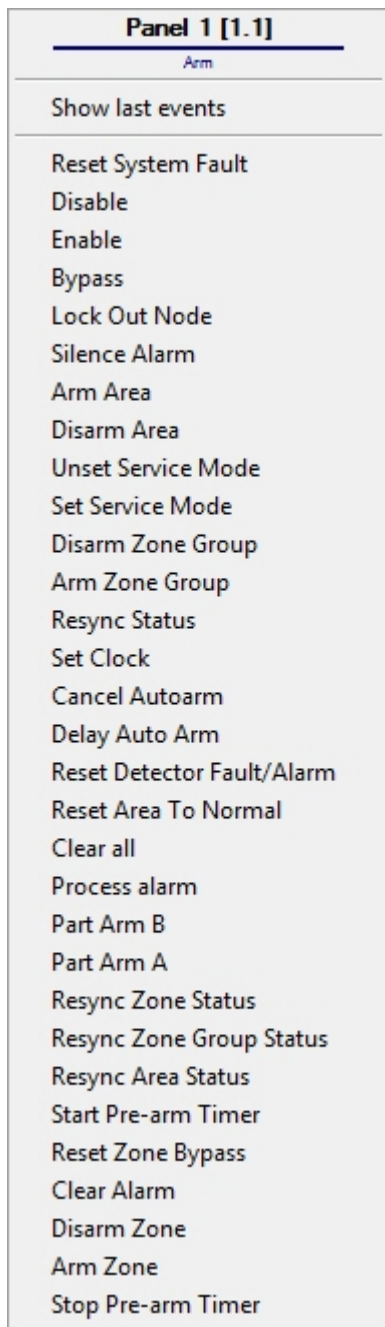 Panel 1 [1.1]
Arm
Show last events
Reset System Fault
Disable
Enable
Bypass
Lock Out Node
Silence Alarm
Arm Area
Disarm Area
Unset Service Mode
Set Service Mode
Disarm Zone Group
Arm Zone Group
Resync Status
Set Clock
Cancel Autoarm
Delay Auto Arm
Reset Detector Fault/Alarm
Reset Area To Normal
Clear all
Process alarm
Part Arm B
Part Arm A
Resync Zone Status
Resync Zone Group Status
Resync Area Status
Start Pre-arm Timer
Reset Zone Bypass
Clear Alarm
Disarm Zone
Arm Zone
Stop Pre-arm Timer